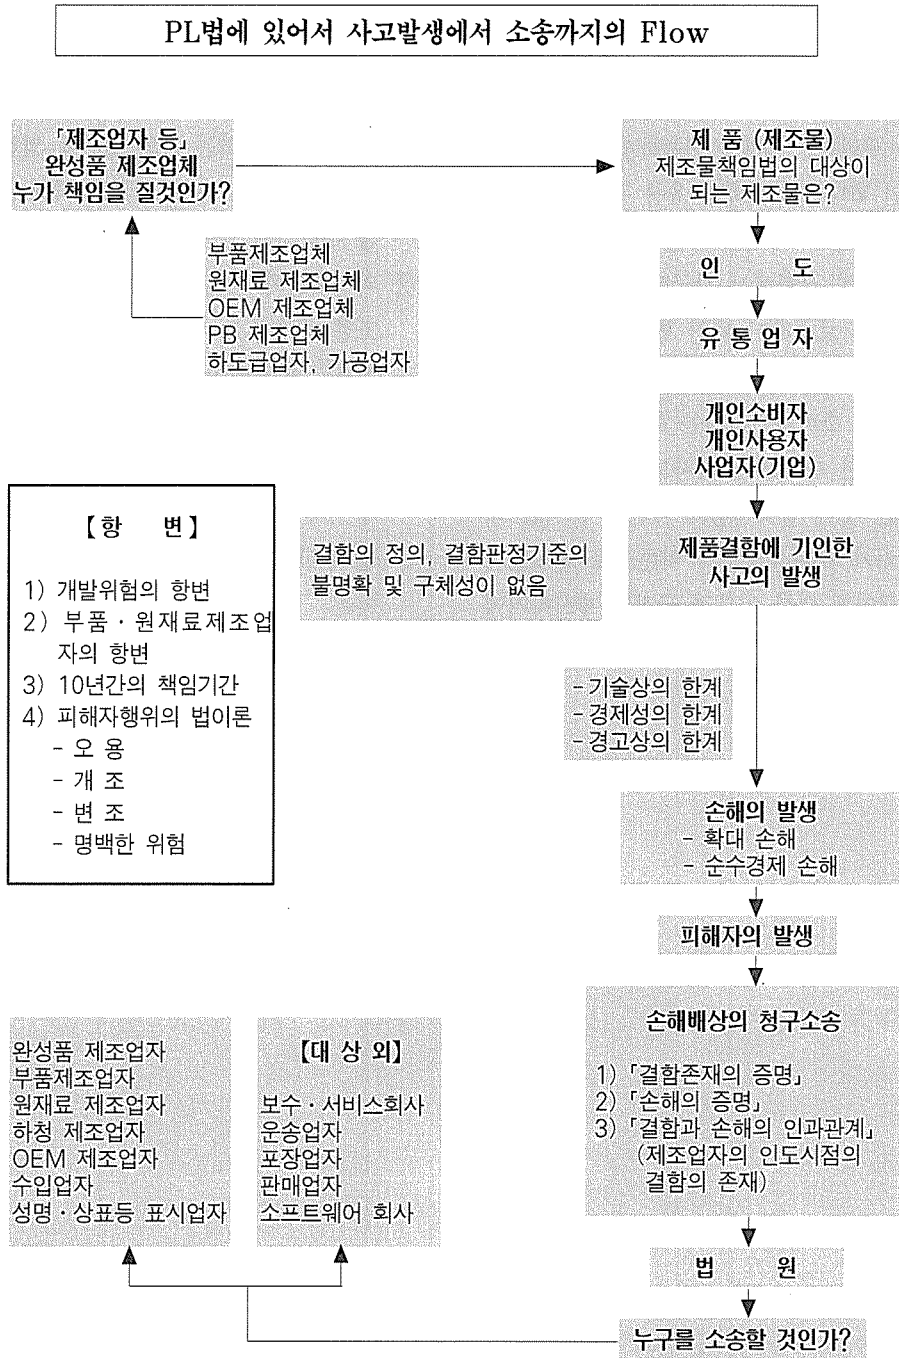 PL법에 있어서 사고발생에서 소송까지의 Flow
「제조업자 등」
완성품 제조업체
누가 책임을 질것인가?
제 품 (제조물)
제조물책임법의 대상이
되는 제조물은?
부품제조업체
원재료 제조업체
OEM 제조업체
PB 제조업체
하도급업자, 가공업자
인 도
유 통 업 자
개인소비자
개인사용자
사업자(기업)
【항 변】
1) 개발위험의 항변
2) 부품 · 원재료제조업
자의 항변
3) 10년간의 책임기간
4) 피해자행위의 법이론
- 오 용
- 개 조
- 변 조
- 명백한 위험
결함의 정의, 결함판정기준의
불명확 및 구체성이 없음
제품결함에 기인한
사고의 발생
-기술상의 한계
-경제성의 한계
-경고상의 한계
손해의 발생
- 확대 손해
- 순수경제 손해
피해자의 발생
손해배상의 청구소송
1) 「결함존재의 증명」
2) 「손해의 증명」
3) 「결함과 손해의 인과관계」
(제조업자의 인도시점의
결함의 존재)
완성품 제조업자
부품제조업자
원재료 제조업자
하청 제조업자
OEM 제조업자
수입업자
성명 · 상표등 표시업자
【대 상 외】
보수 · 서비스회사
운송업자
포장업자
판매업자
소프트웨어 회사
법 원
누구를 소송할 것인가?